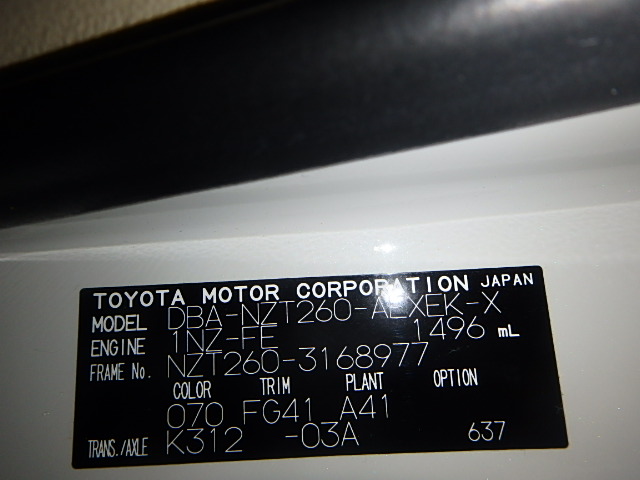 TOYOTA MOTOR CORPORATION JAPAN
MODEL DBA-NZT260-AEXEK-X
ENGINE 1NZ-FE 1496 mL
FRAME No. NZT260-3168977
COLOR TRIM PLANT OPTION
070 FG41 A41
TRANS./AXLE K312 -03A 637